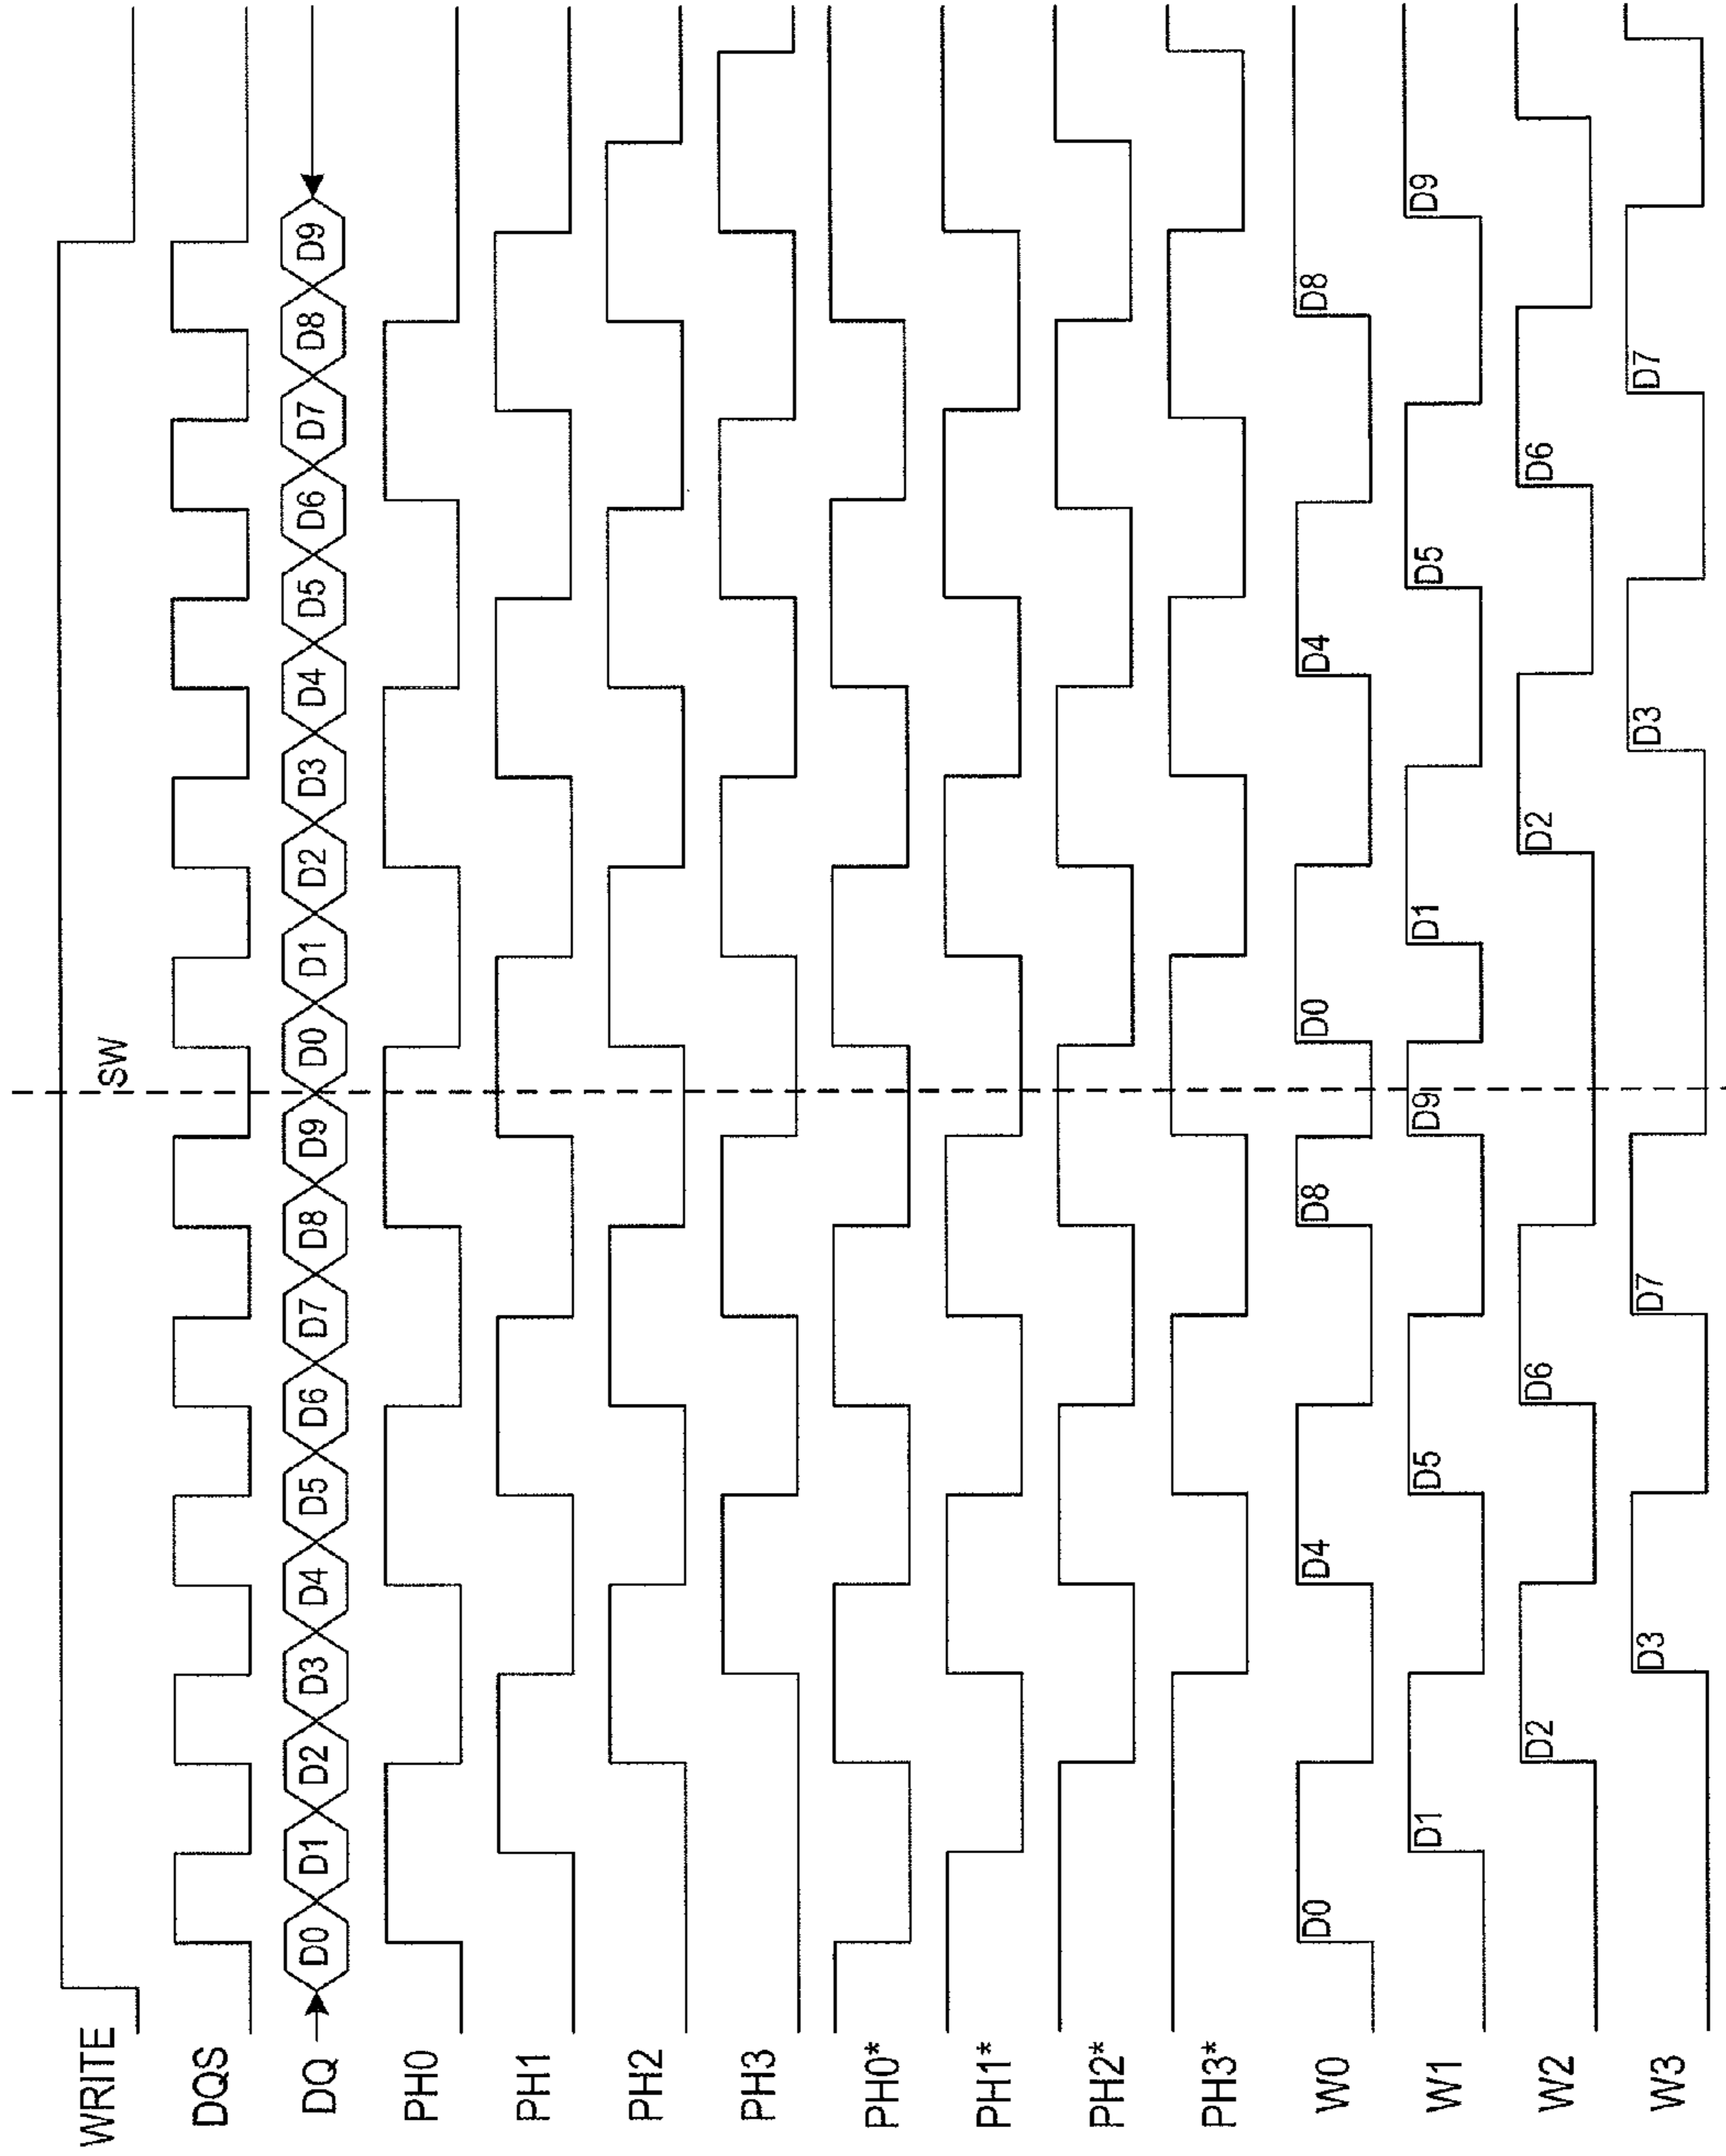 WRITE
SW
DQS
DQ D0 D1 D2 D3 D4 D5 D6 D7 D8 D9 D0 D1 D2 D3 D4 D5 D6 D7 D8 D9
PH0
PH1
PH2
PH3
PH0*
PH1*
PH2*
PH3*
W0 D0 D4 D8 D0 D4 D8
W1 D1 D5 D9 D1 D5 D9
W2 D2 D6 D2 D6
W3 D3 D7 D3 D7